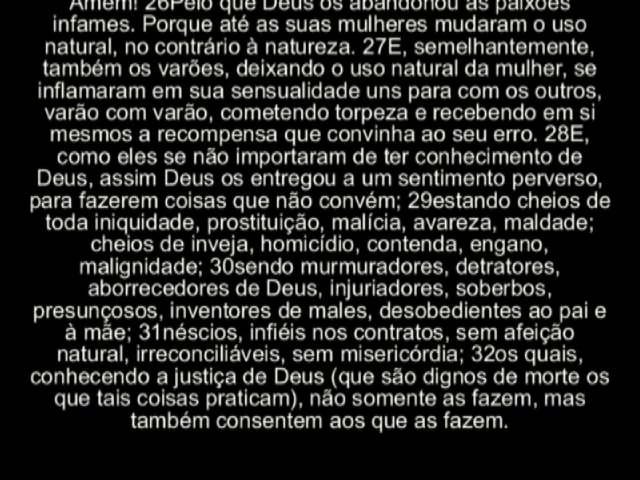 Amém! 26Pelo que Deus os abandonou às paixões
infames. Porque até as suas mulheres mudaram o uso
natural, no contrário à natureza. 27E, semelhantemente,
também os varões, deixando o uso natural da mulher, se
inflamaram em sua sensualidade uns para com os outros,
varão com varão, cometendo torpeza e recebendo em si
mesmos a recompensa que convinha ao seu erro. 28E,
como eles se não importaram de ter conhecimento de
Deus, assim Deus os entregou a um sentimento perverso,
para fazerem coisas que não convém; 29estando cheios de
toda iniquidade, prostituição, malícia, avareza, maldade;
cheios de inveja, homicídio, contenda, engano,
malignidade; 30sendo murmuradores, detratores,
aborrecedores de Deus, injuriadores, soberbos,
presunçosos, inventores de males, desobedientes ao pai e
à mãe; 31néscios, infiéis nos contratos, sem afeição
natural, irreconciliáveis, sem misericórdia; 32os quais,
conhecendo a justiça de Deus (que são dignos de morte os
que tais coisas praticam), não somente as fazem, mas
também consentem aos que as fazem.